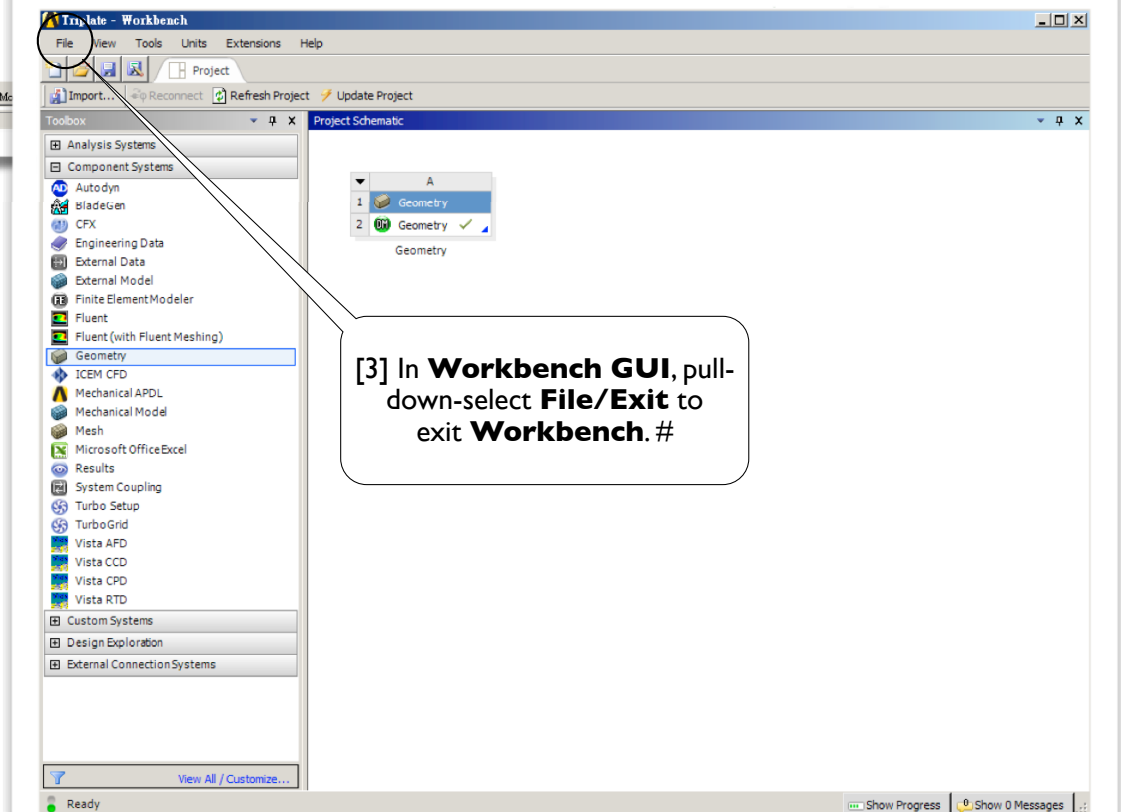 Triplate - Workbench
File View Tools Units Extensions Help
Project
Mo
Import... Reconnect Refresh Project Update Project
Toolbox
Project Schematic
Analysis Systems
Component Systems
Autodyn
BladeGen
CFX
Engineering Data
External Data
External Model
Finite Element Modeler
Fluent
Fluent (with Fluent Meshing)
Geometry
ICEM CFD
Mechanical APDL
Mechanical Model
Mesh
Microsoft Office Excel
Results
System Coupling
Turbo Setup
TurboGrid
Vista AFD
Vista CCD
Vista CPD
Vista RTD
Custom Systems
Design Exploration
External Connection Systems
View All / Customize...
A
1 Geometry
2 DM Geometry
Geometry
[3] In Workbench GUI, pull-
down-select File/Exit to
exit Workbench. #
Ready
Show Progress Show 0 Messages